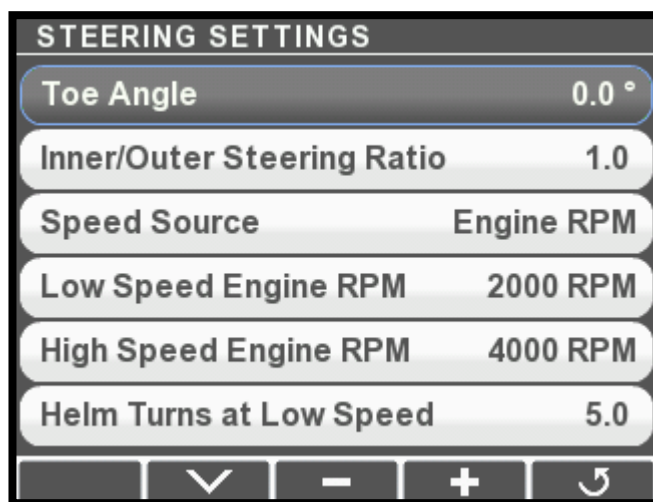 STEERING SETTINGS
Toe Angle 0.0 °
Inner/Outer Steering Ratio 1.0
Speed Source Engine RPM
Low Speed Engine RPM 2000 RPM
High Speed Engine RPM 4000 RPM
Helm Turns at Low Speed 5.0